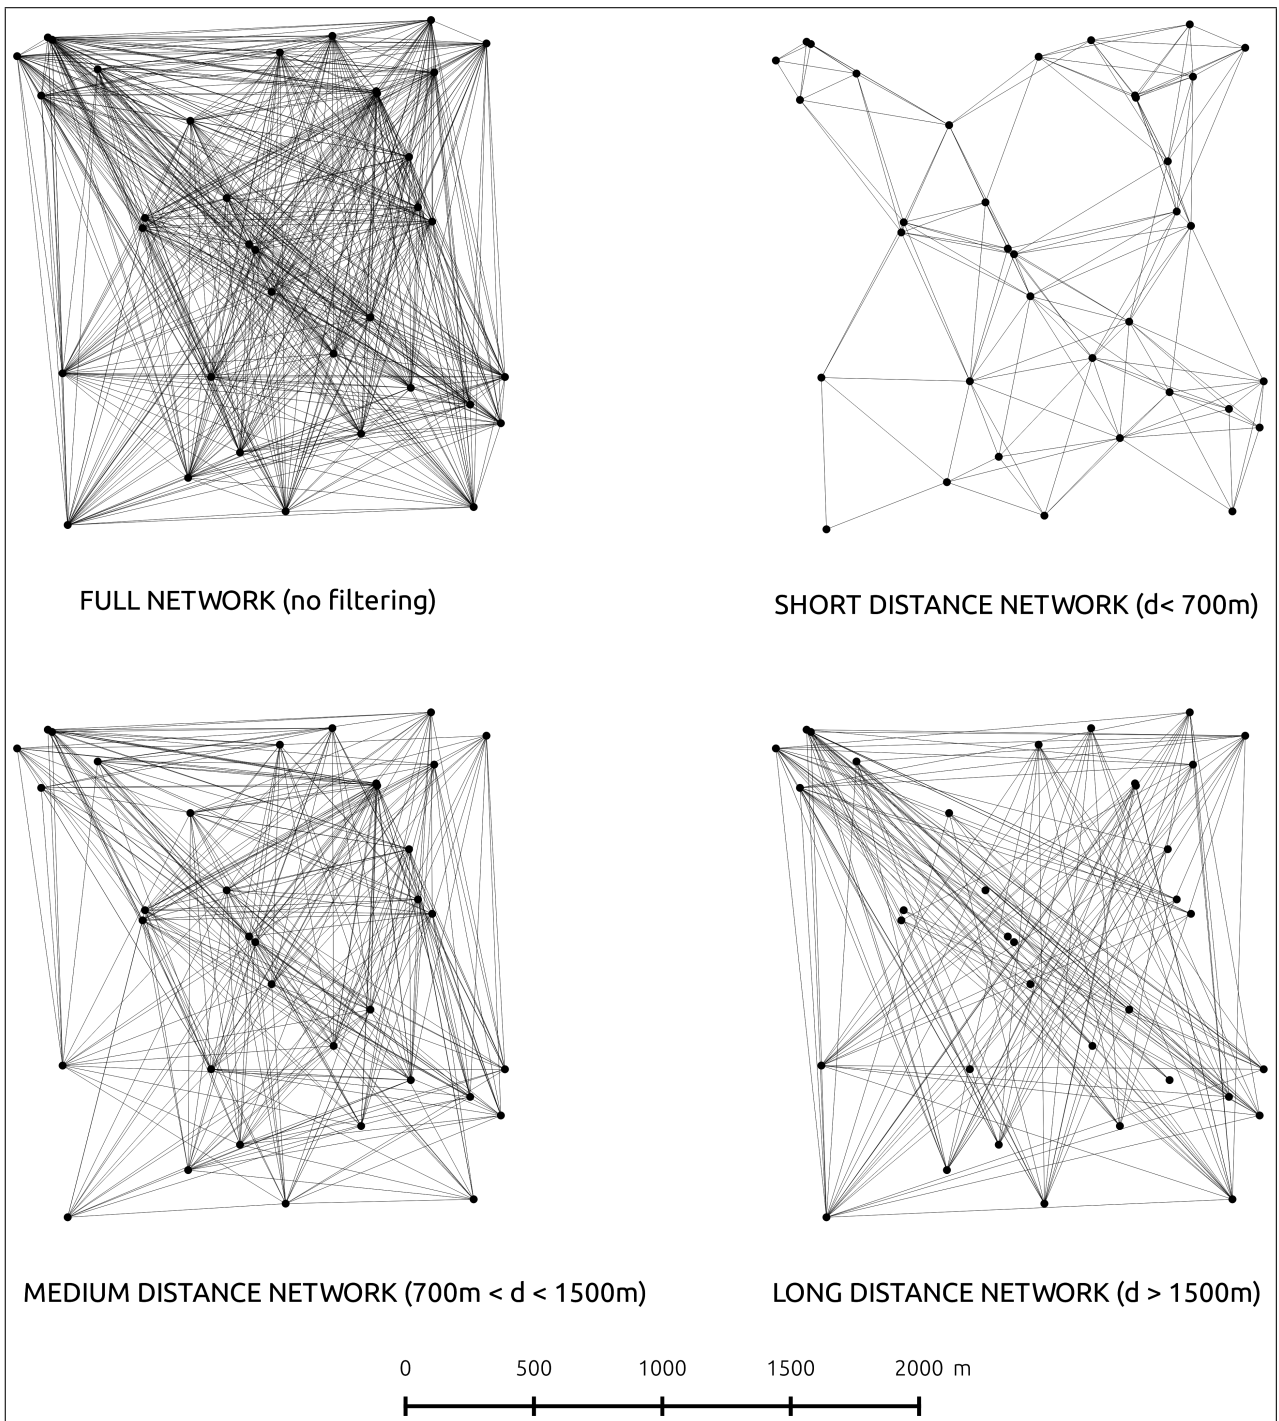 FULL NETWORK (no filtering)
SHORT DISTANCE NETWORK (d< 700m)
MEDIUM DISTANCE NETWORK (700m < d < 1500m)
LONG DISTANCE NETWORK (d > 1500m)
0 500 1000 1500 2000 m